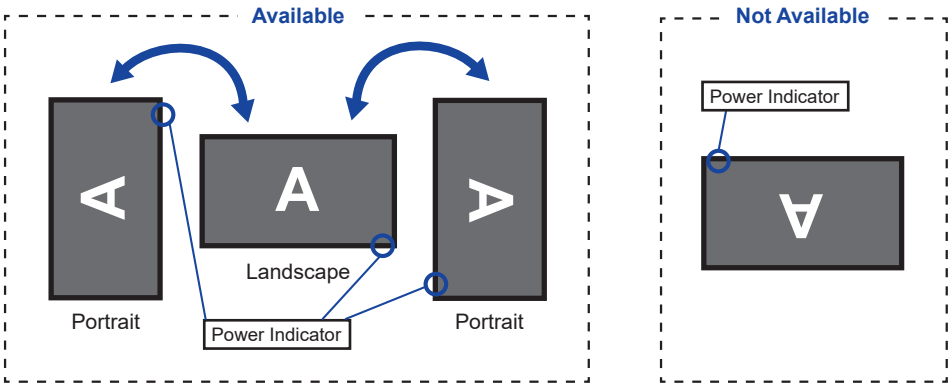 Available
A
A
A
Landscape
Portrait
Power Indicator
Portrait
Not Available
Power Indicator
A